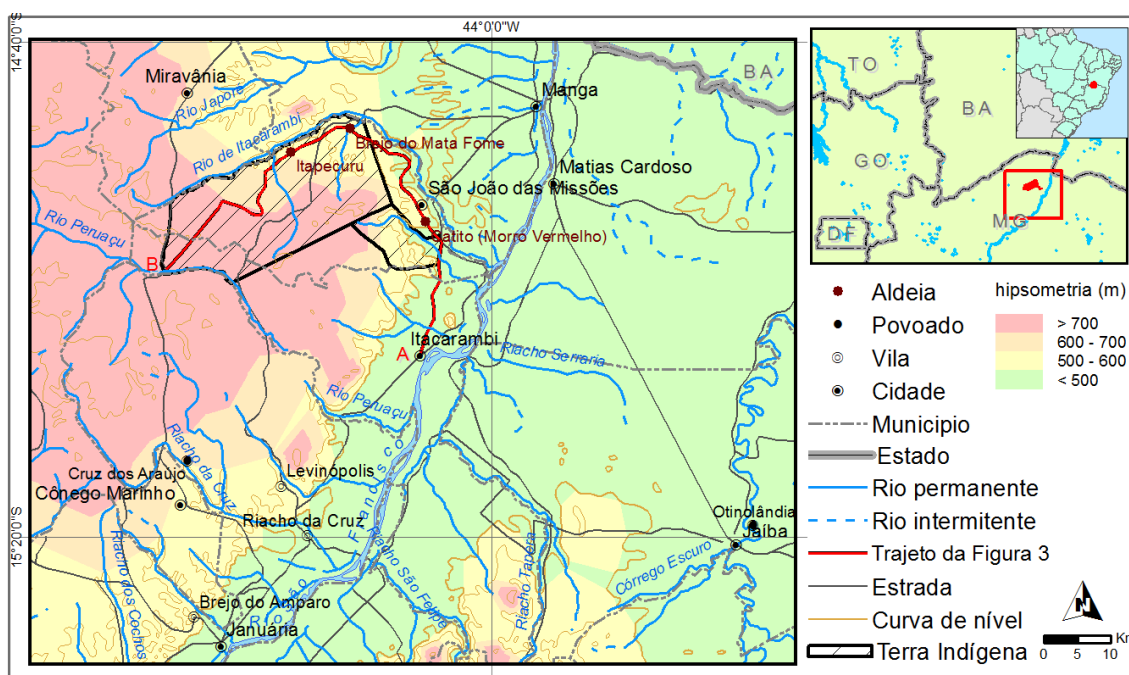 44°0'0"W
14°40'0"S
15°20'0"S
Miravânia
Rio Japoré
Manga
BA
Rio de Itacarambi
Brejo do Mata Fome
Itapecuru
Matias Cardoso
São João das Missões
Rio Peruaçu
Batito (Morro Vermelho)
B
Itacarambi
A
Riacho Serraria
Rio Peruaçu
Riacho da Cruz
Cruz dos Araújo
Levinópolis
Cônego Marinho
Riacho da Cruz
Rio São Francisco
Riacho São Felipe
Riacho Tapera
Otinolândia
Jaíba
Córrego Escuro
Riacho dos Cochos
Brejo do Amparo
Januária
TO
BA
GO
DF
MG
Aldeia
Povoado
Vila
Cidade
Municipio
Estado
Rio permanente
Rio intermitente
Trajeto da Figura 3
Estrada
Curva de nível
Terra Indígena
hipsometria (m)
> 700
600 - 700
500 - 600
< 500
N
Km
0 5 10